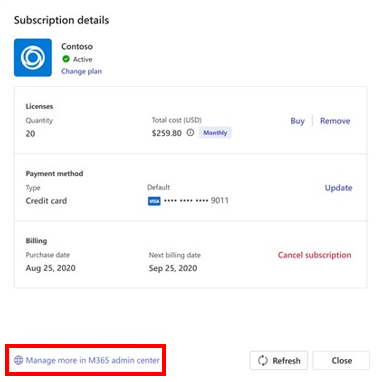 Subscription details
Contoso
Active
Change plan
Licenses
Quantity Total cost (USD)
20 $259.80 Monthly Buy Remove
Payment method
Type Default Update
Credit card VISA •••• •••• •••• 9011
Billing
Purchase date Next billing date Cancel subscription
Aug 25, 2020 Sep 25, 2020
Manage more in M365 admin center Refresh Close